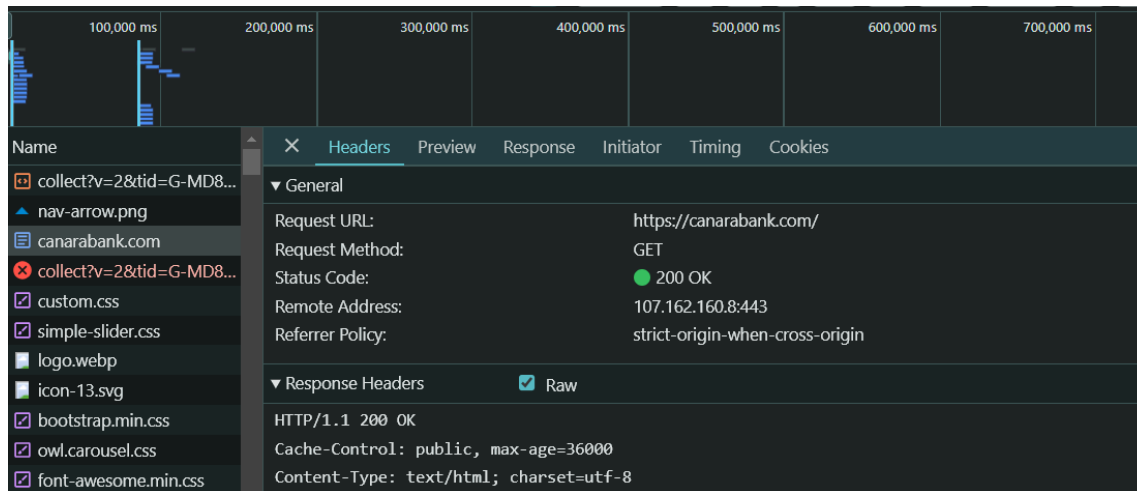 100,000 ms 200,000 ms 300,000 ms 400,000 ms 500,000 ms 600,000 ms 700,000 ms
Name
collect?v=2&tid=G-MD8...
nav-arrow.png
canarabank.com
collect?v=2&tid=G-MD8...
custom.css
simple-slider.css
logo.webp
icon-13.svg
bootstrap.min.css
owl.carousel.css
font-awesome.min.css
Headers Preview Response Initiator Timing Cookies
General
Request URL: https://canarabank.com/
Request Method: GET
Status Code: 200 OK
Remote Address: 107.162.160.8:443
Referrer Policy: strict-origin-when-cross-origin
Response Headers Raw
HTTP/1.1 200 OK
Cache-Control: public, max-age=36000
Content-Type: text/html; charset=utf-8